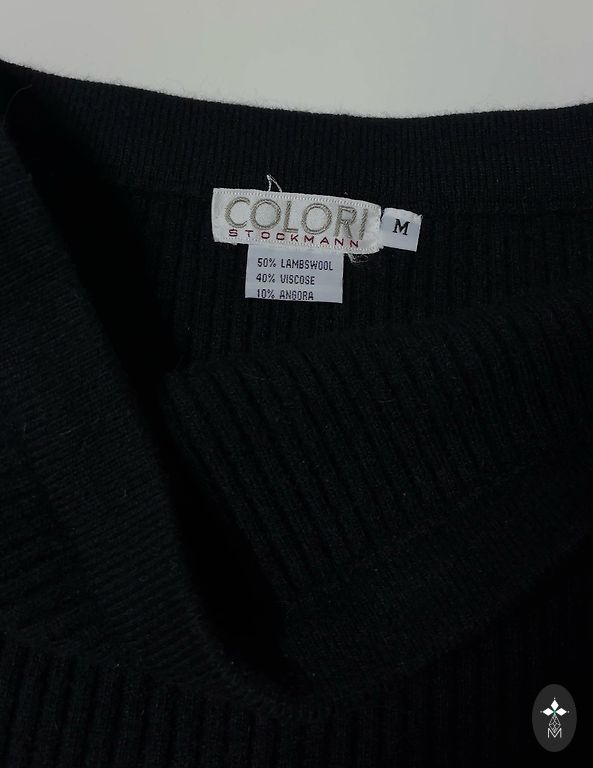 COLORI
STOCKMANN
M
50% LAMBSWOOL
40% VISCOSE
10% ANGORA
M